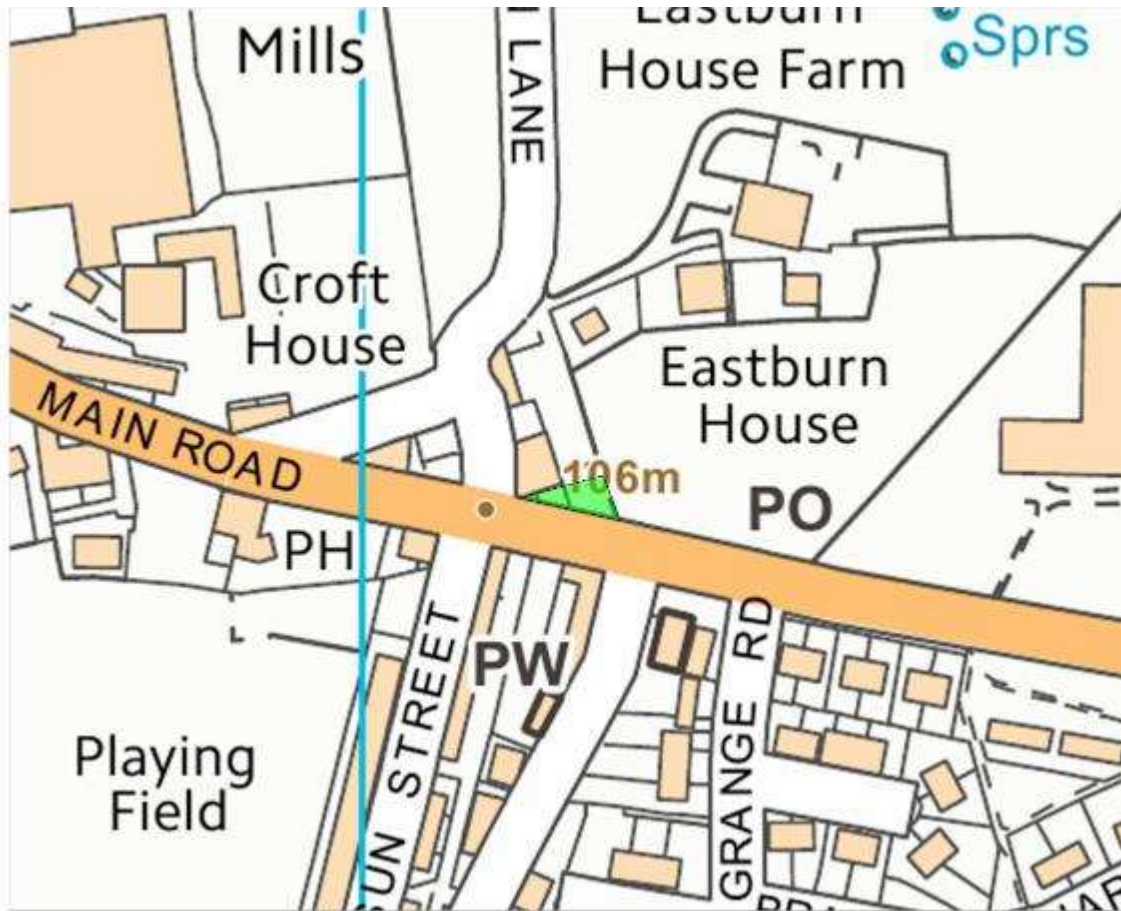 Eastburn
House Farm
Sprs
Mills
LANE
Croft
House
Eastburn
House
MAIN ROAD
106m
PO
PH
PW
SUN STREET
GRANGE RD
Playing
Field